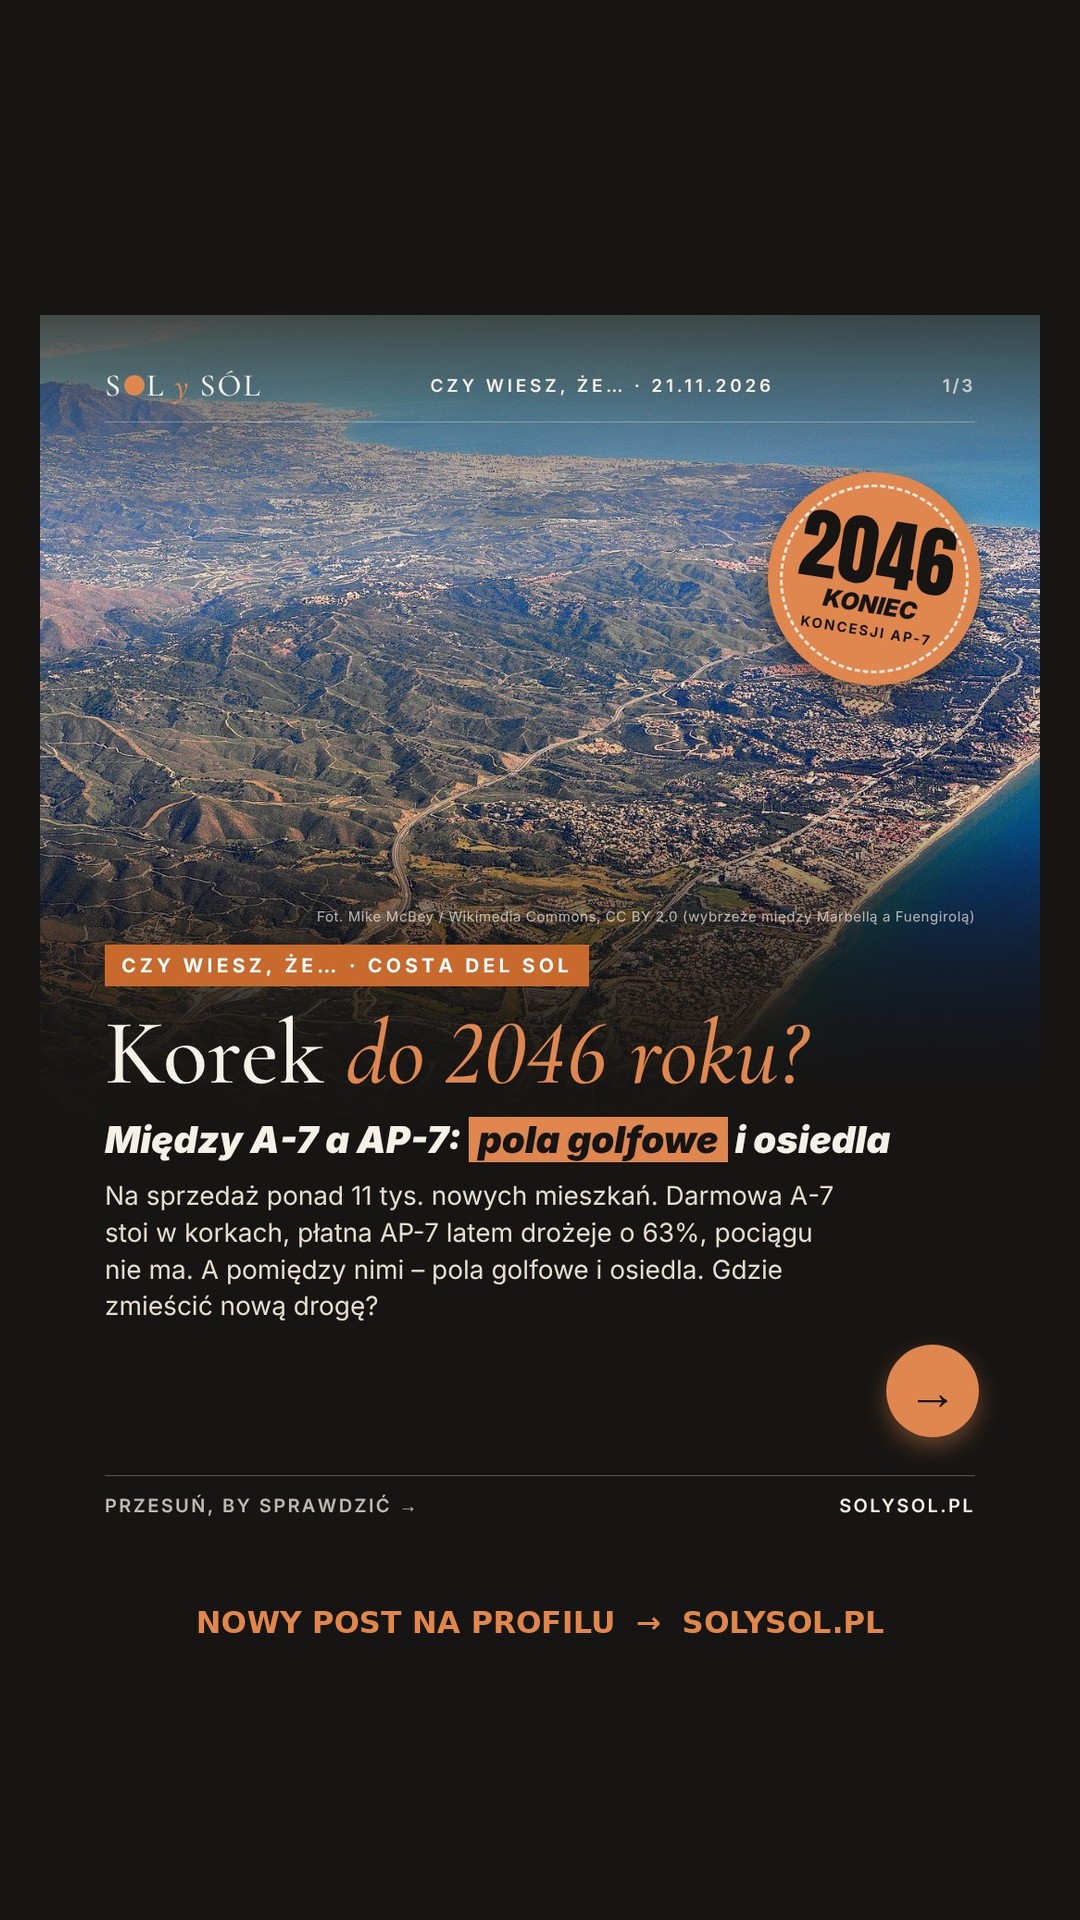 SOL y SÓL
CZY WIESZ, ŻE... · 21.11.2026
1/3
2046
KONIEC
KONCESJI AP-7
Fot. Mike McBey / Wikimedia Commons, CC BY 2.0 (wybrzeże między Marbellą a Fuengirolą)
CZY WIESZ, ŻE... · COSTA DEL SOL
Korek do 2046 roku?
Między A-7 a AP-7: pola golfowe i osiedla
Na sprzedaż ponad 11 tys. nowych mieszkań. Darmowa A-7
stoi w korkach, płatna AP-7 latem drożeje o 63%, pociągu
nie ma. A pomiędzy nimi – pola golfowe i osiedla. Gdzie
zmieścić nową drogę?
→
PRZESUŃ, BY SPRAWDZIĆ →
SOLYSOL.PL
NOWY POST NA PROFILU → SOLYSOL.PL